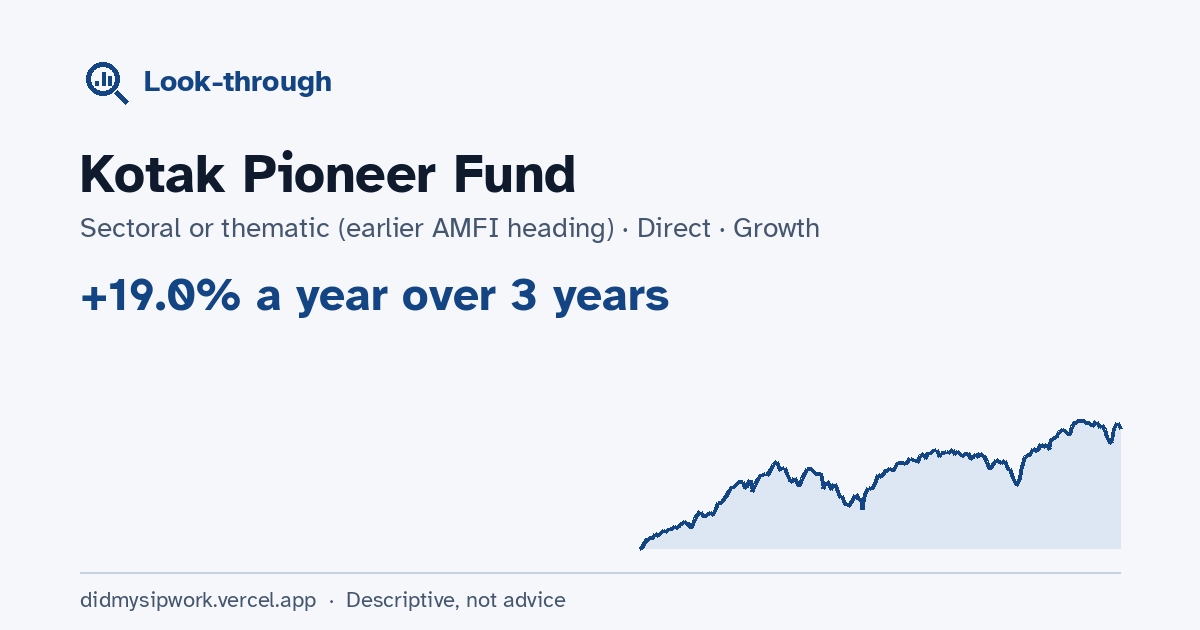 Look-through
Kotak Pioneer Fund
Sectoral or thematic (earlier AMFI heading) · Direct · Growth
+19.0% a year over 3 years
didmysipwork.vercel.app · Descriptive, not advice